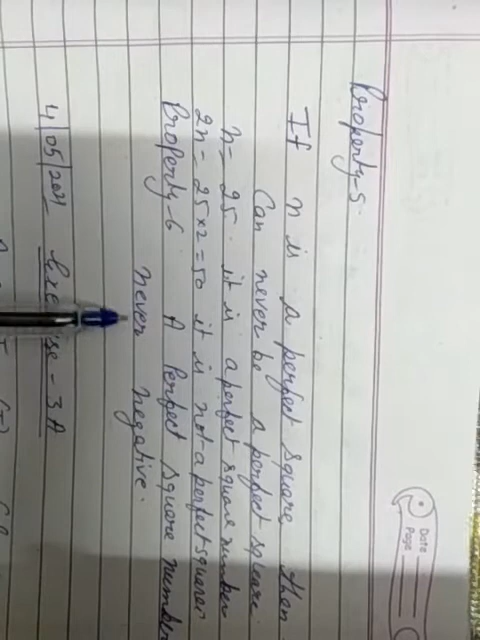 Date
Page
Property-5.
If n is a perfect square then
Can never be a perfect square.
n = 25. it is a perfect square number
2n = 25 × 2 = 50 it is not a perfect square
Property-6 A Perfect square number
never negative.
4/05/2021 Exe se - 3A